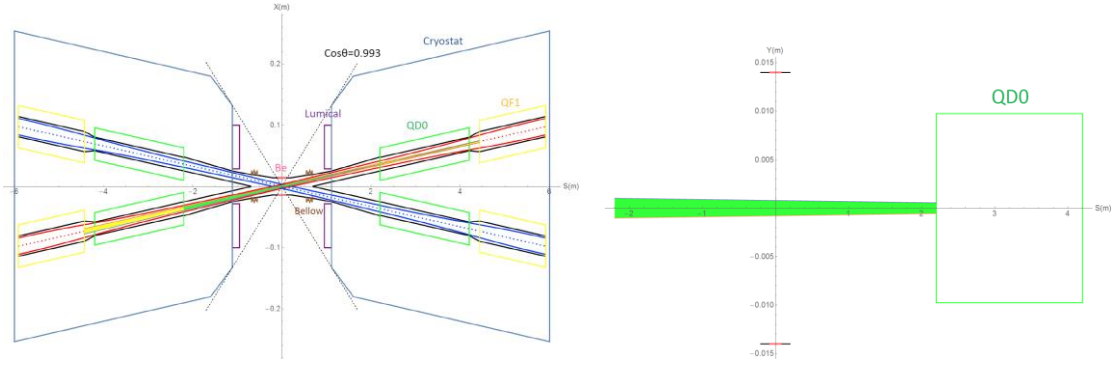 X(m)
Cosθ=0.993
Cryostat
0.2
QF1
Lumical
0.1
QD0
Be
-6
-4
-2
2
4
6
S(m)
Bellow
-0.1
-0.2
Y(m)
0.015
0.010
0.005
QD0
-2
-1
1
2
3
4
S(m)
-0.005
-0.010
-0.015